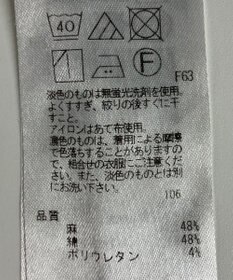 40
F
F63
淡色のものは無蛍光洗剤を使用。
よくすすぎ、絞りの後すぐに干
すこと。
アイロンはあて布使用。
濃色のものは、着用による摩擦
で色落ちすることがありますの
で、組合せの衣服にご注意くだ
さい。また、淡色のものとは別
にお洗い下さい。
106
品質
麻 48%
綿 48%
ポリウレタン 4%